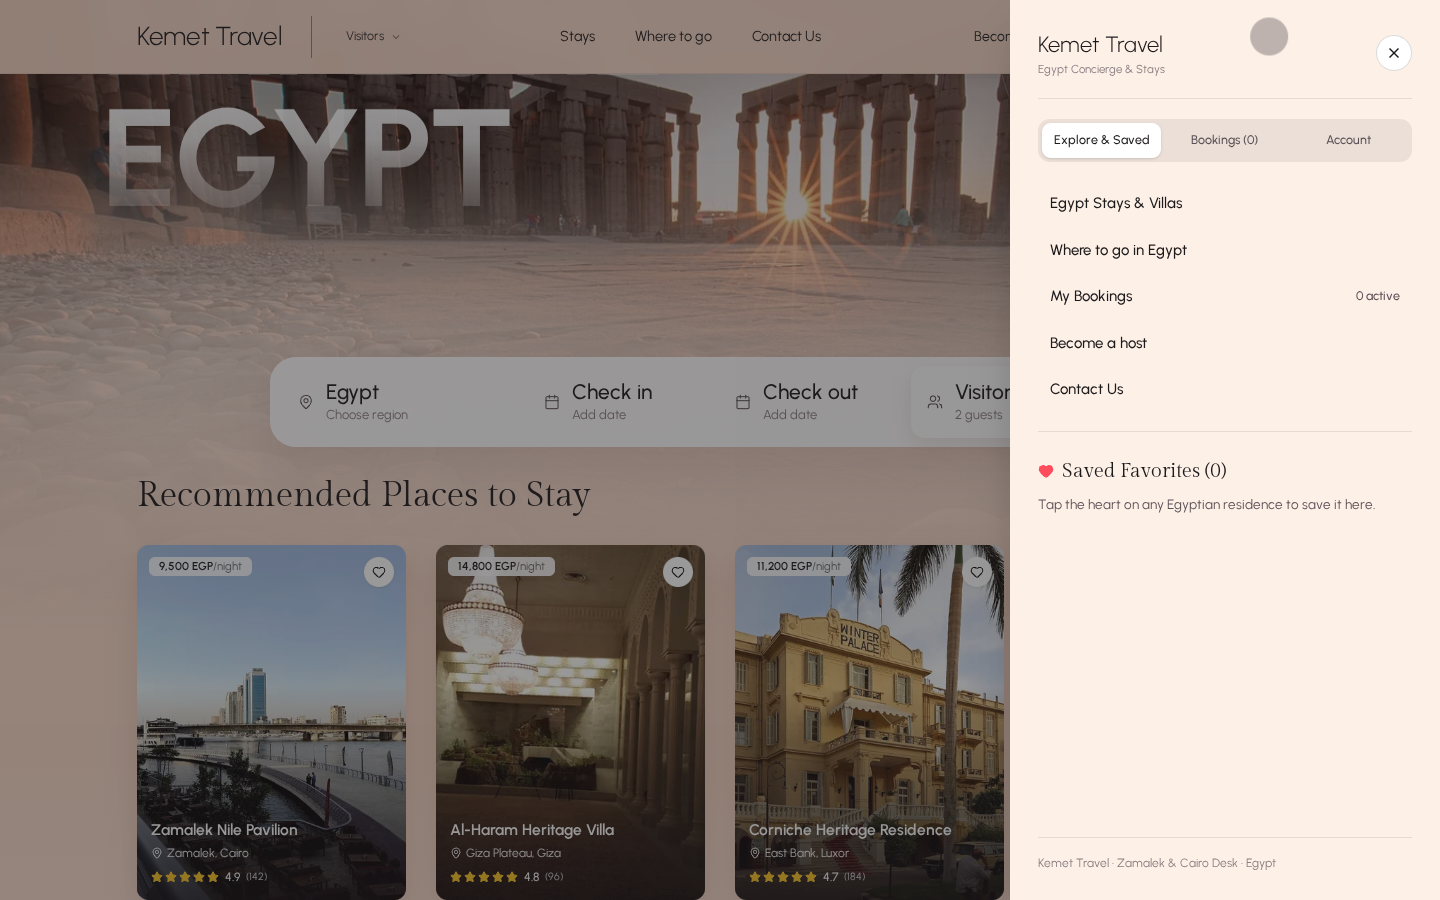 Kemet Travel
Visitors
Stays
Where to go
Contact Us
EGYPT
Egypt
Choose region
Check in
Add date
Check out
Add date
2 guests
Recommended Places to Stay
9,500 EGP/night
14,800 EGP/night
11,200 EGP/night
WINTER
PALACE
Zamalek Nile Pavilion
Zamalek, Cairo
4.9 (142)
Al-Haram Heritage Villa
Giza Plateau, Giza
4.8 (96)
Corniche Heritage Residence
East Bank, Luxor
4.7 (184)
Kemet Travel
Egypt Concierge & Stays
Explore & Saved
Bookings (0)
Account
Egypt Stays & Villas
Where to go in Egypt
My Bookings
0 active
Become a host
Contact Us
Saved Favorites (0)
Tap the heart on any Egyptian residence to save it here.
Kemet Travel · Zamalek & Cairo Desk · Egypt